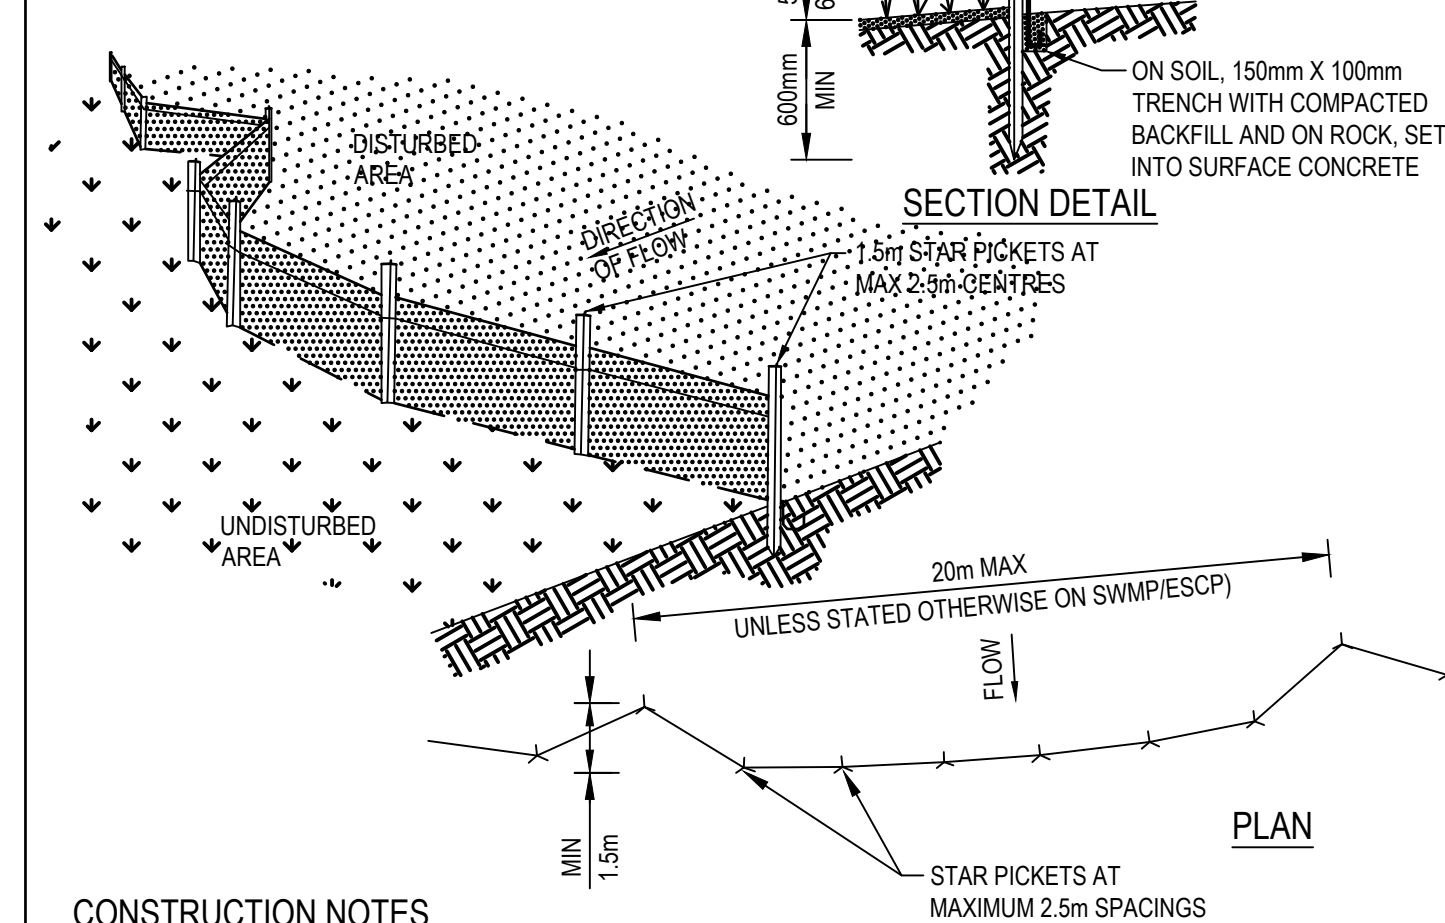 600mm
MIN
ON SOIL, 150mm X 100mm
TRENCH WITH COMPACTED
BACKFILL AND ON ROCK, SET
INTO SURFACE CONCRETE
SECTION DETAIL
DISTURBED
AREA
DIRECTION
OF FLOW
1.5m STAR PICKETS AT
MAX 2.5m CENTRES
UNDISTURBED
AREA
20m MAX
UNLESS STATED OTHERWISE ON SWMP/ESCP)
FLOW
MIN
1.5m
PLAN
STAR PICKETS AT
MAXIMUM 2.5m SPACINGS
CONSTRUCTION NOTES